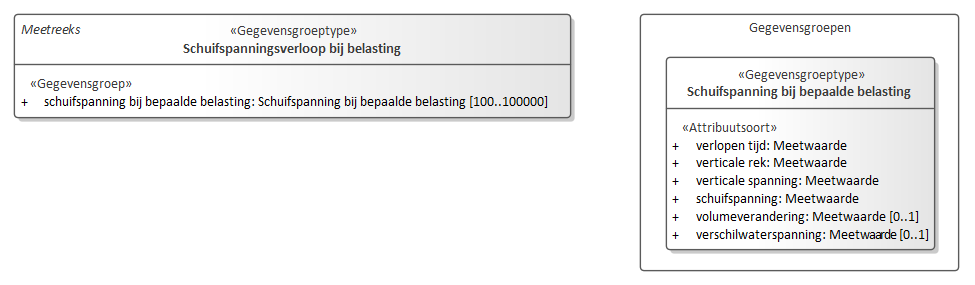 Meetreeks
«Gegevensgroeptype»
Schuifspanningsverloop bij belasting
«Gegevensgroep»
+ schuifspanning bij bepaalde belasting: Schuifspanning bij bepaalde belasting [100..100000]
Gegevensgroepen
«Gegevensgroeptype»
Schuifspanning bij bepaalde belasting
«Attribuutsoort»
+ verlopen tijd: Meetwaarde
+ verticale rek: Meetwaarde
+ verticale spanning: Meetwaarde
+ schuifspanning: Meetwaarde
+ volumeverandering: Meetwaarde [0..1]
+ verschilwaterspanning: Meetwaarde [0..1]